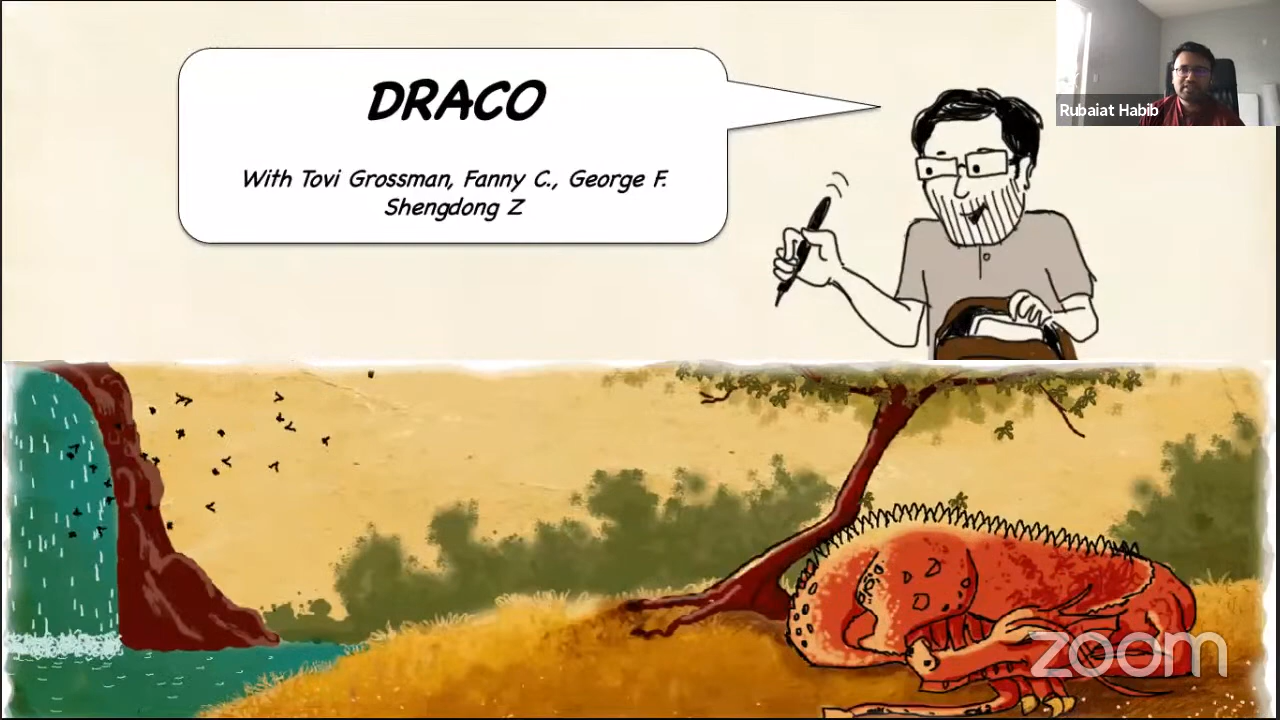 DRACO
With Tovi Grossman, Fanny C., George F.
Shengdong Z
Rubaiat Habib
zoom